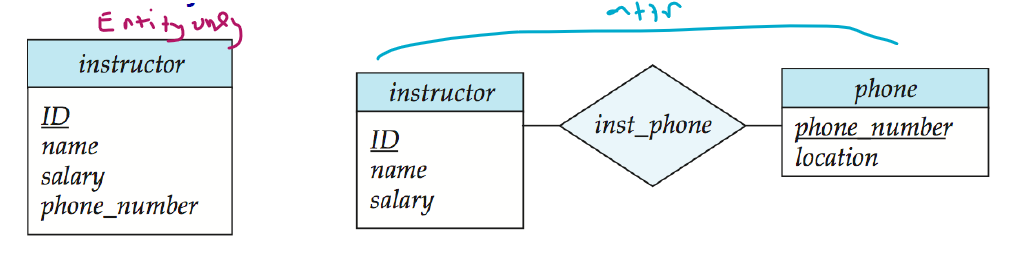 Entity only
attr
instructor
ID
name
salary
phone_number
instructor
ID
name
salary
inst_phone
phone
phone_number
location